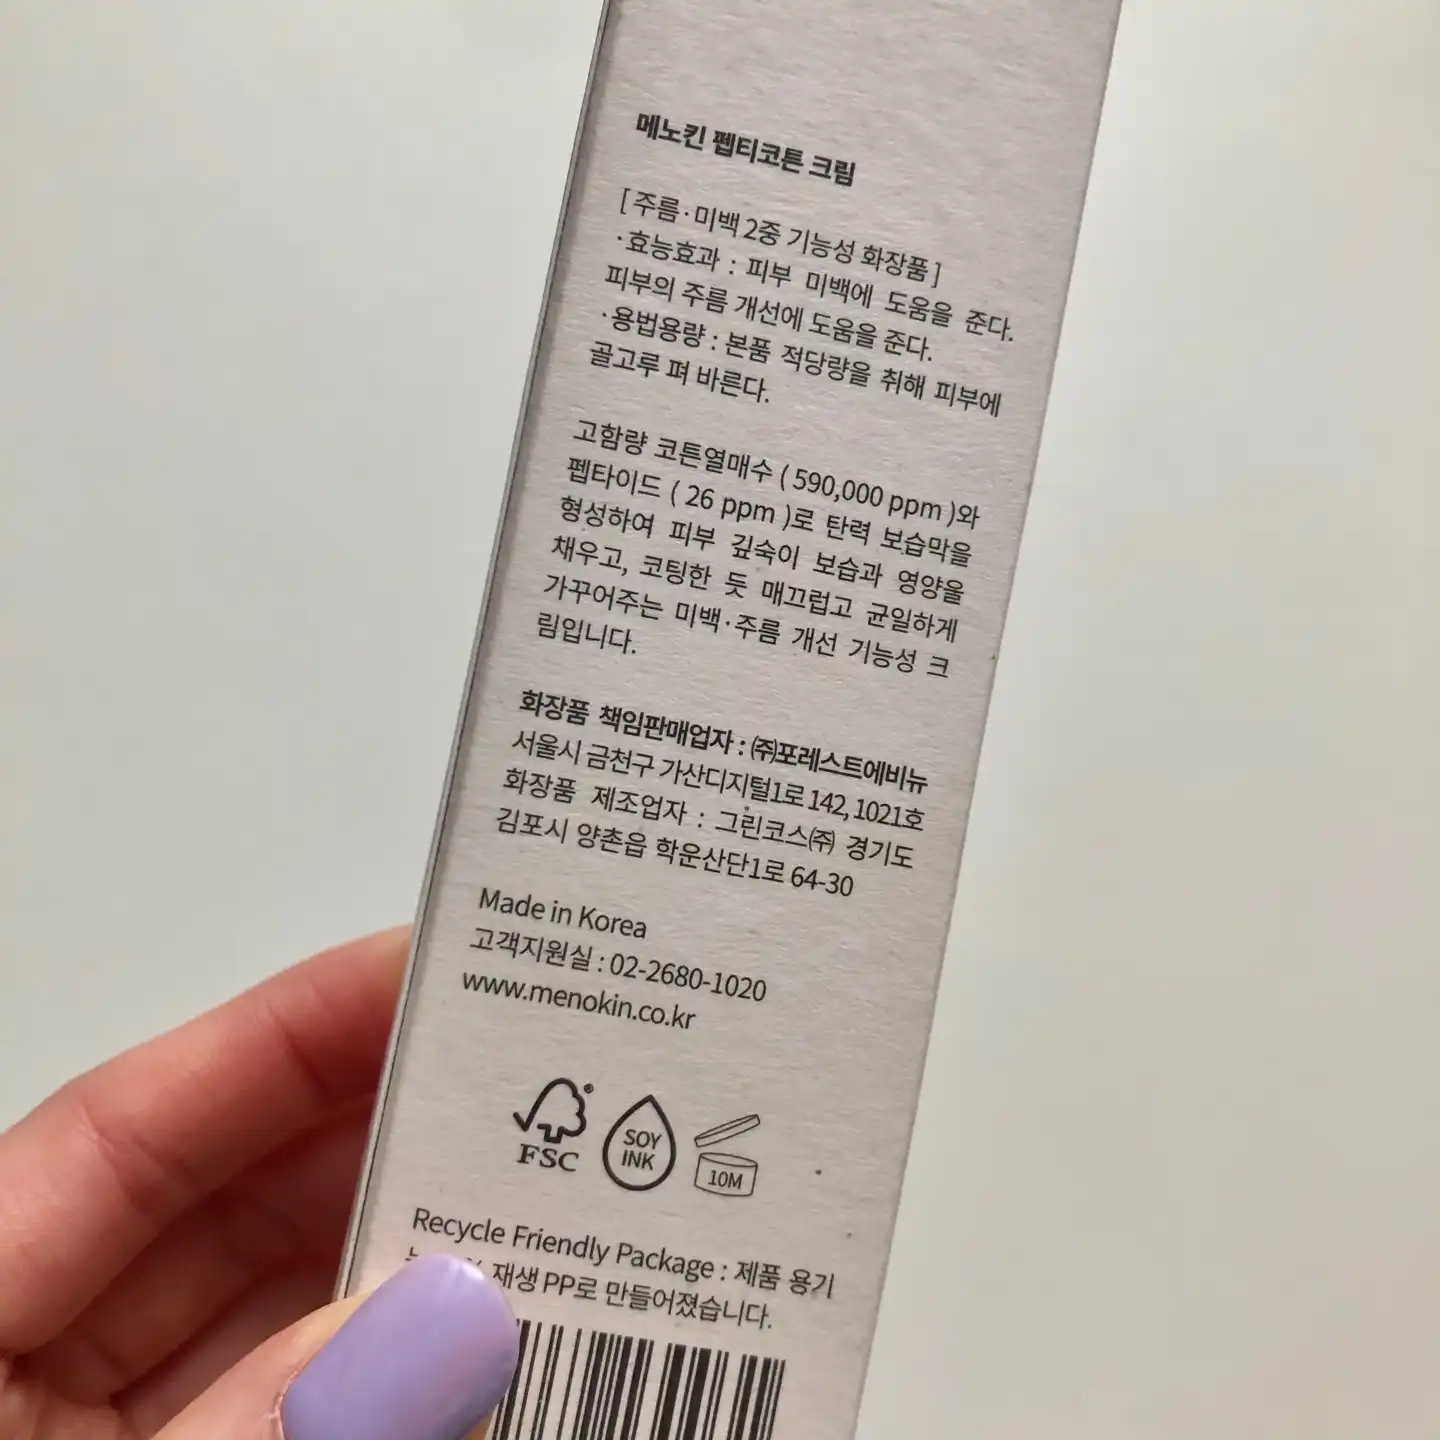 메노킨 펩티코튼 크림
[ 주름·미백 2중 기능성 화장품 ]
·효능효과 : 피부 미백에 도움을 준다.
피부의 주름 개선에 도움을 준다.
·용법용량 : 본품 적당량을 취해 피부에
골고루 펴 바른다.
고함량 코튼열매수 ( 590,000 ppm )와
펩타이드 ( 26 ppm )로 탄력 보습막을
형성하여 피부 깊숙이 보습과 영양을
채우고, 코팅한 듯 매끄럽고 균일하게
가꾸어주는 미백·주름 개선 기능성 크
림입니다.
화장품 책임판매업자 : ㈜포레스트에비뉴
서울시 금천구 가산디지털1로 142, 1021호
화장품 제조업자 : 그린코스㈜ 경기도
김포시 양촌읍 학운산단1로 64-30
Made in Korea
고객지원실 : 02-2680-1020
www.menokin.co.kr
FSC®
SOY
INK
10M
Recycle Friendly Package : 제품 용기
재생 PP로 만들어졌습니다.